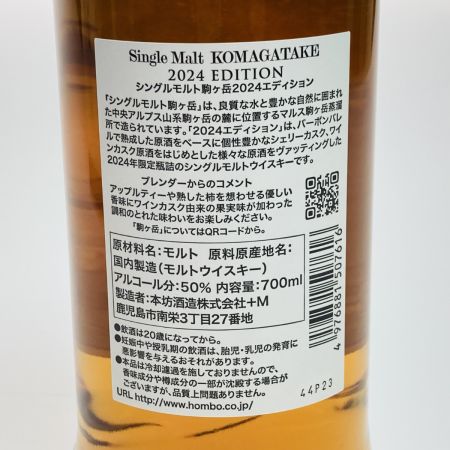 Single Malt KOMAGATAKE
2024 EDITION
シングルモルト駒ヶ岳2024エディション
「シングルモルト駒ヶ岳」は、良質な水と豊かな自然に囲まれ
た中央アルプス山系駒ヶ岳の麓に位置するマルス駒ヶ岳蒸溜
所で造られています。「2024エディション」は、バーボンバレ
ルで熟成した原酒をベースに個性豊かなシェリーカスク、ワイ
ンカスク原酒をはじめとした様々な原酒をヴァッティングした
2024年限定瓶詰のシングルモルトウイスキーです。
ブレンダーからのコメント
アップルティーや熟した柿を想わせる優しい
香味にワインカスク由来の果実味が加わった
調和のとれた味わいをお楽しみください。
「駒ヶ岳」についてはQRコードから。
原材料名:モルト 原料原産地名:
国内製造(モルトウイスキー)
アルコール分:50% 内容量:700ml
製造者:本坊酒造株式会社+M
鹿児島市南栄3丁目27番地
●飲酒は20歳になってから。
●妊娠中や授乳期の飲酒は、胎児・乳児の発育に
悪影響を与えるおそれがあります。
●本品は冷却濾過を施しておりませんので、
香味成分や樽成分の一部が沈殿する場合が
ございますが、品質上問題ありません。
URL http://www.hombo.co.jp/
4 976881 507616
44P23